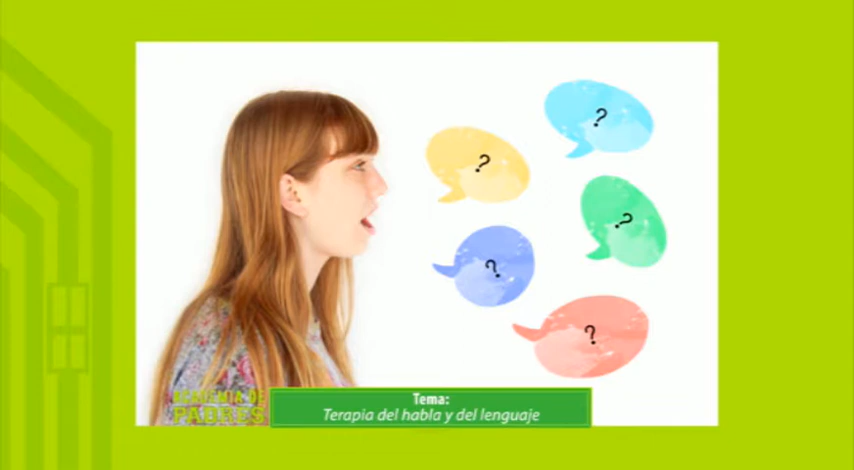 ?
?
?
?
?
ACADEMIA DE
PADRES
Tema:
Terapia del habla y del lenguaje